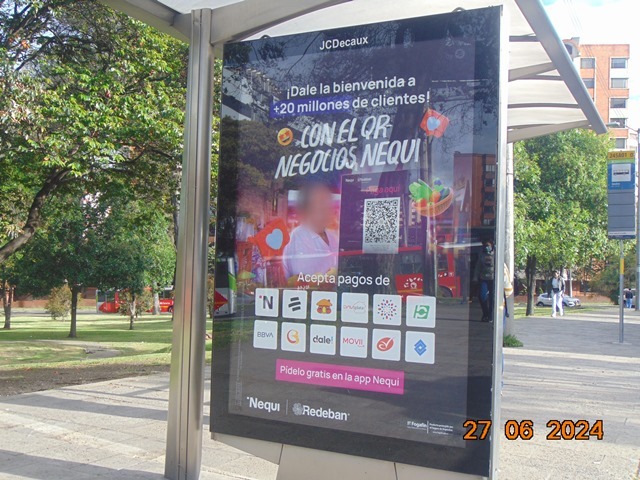 JCDecaux
¡Dale la bienvenida a
+20 millones de clientes!
CON EL QR
NEGOCIOS NEQUI
Acepta pagos de
N
BBVA
dale!
MOVII
Pídelo gratis en la app Nequi
Nequi
Redeban
Fogafín
27 06 2024